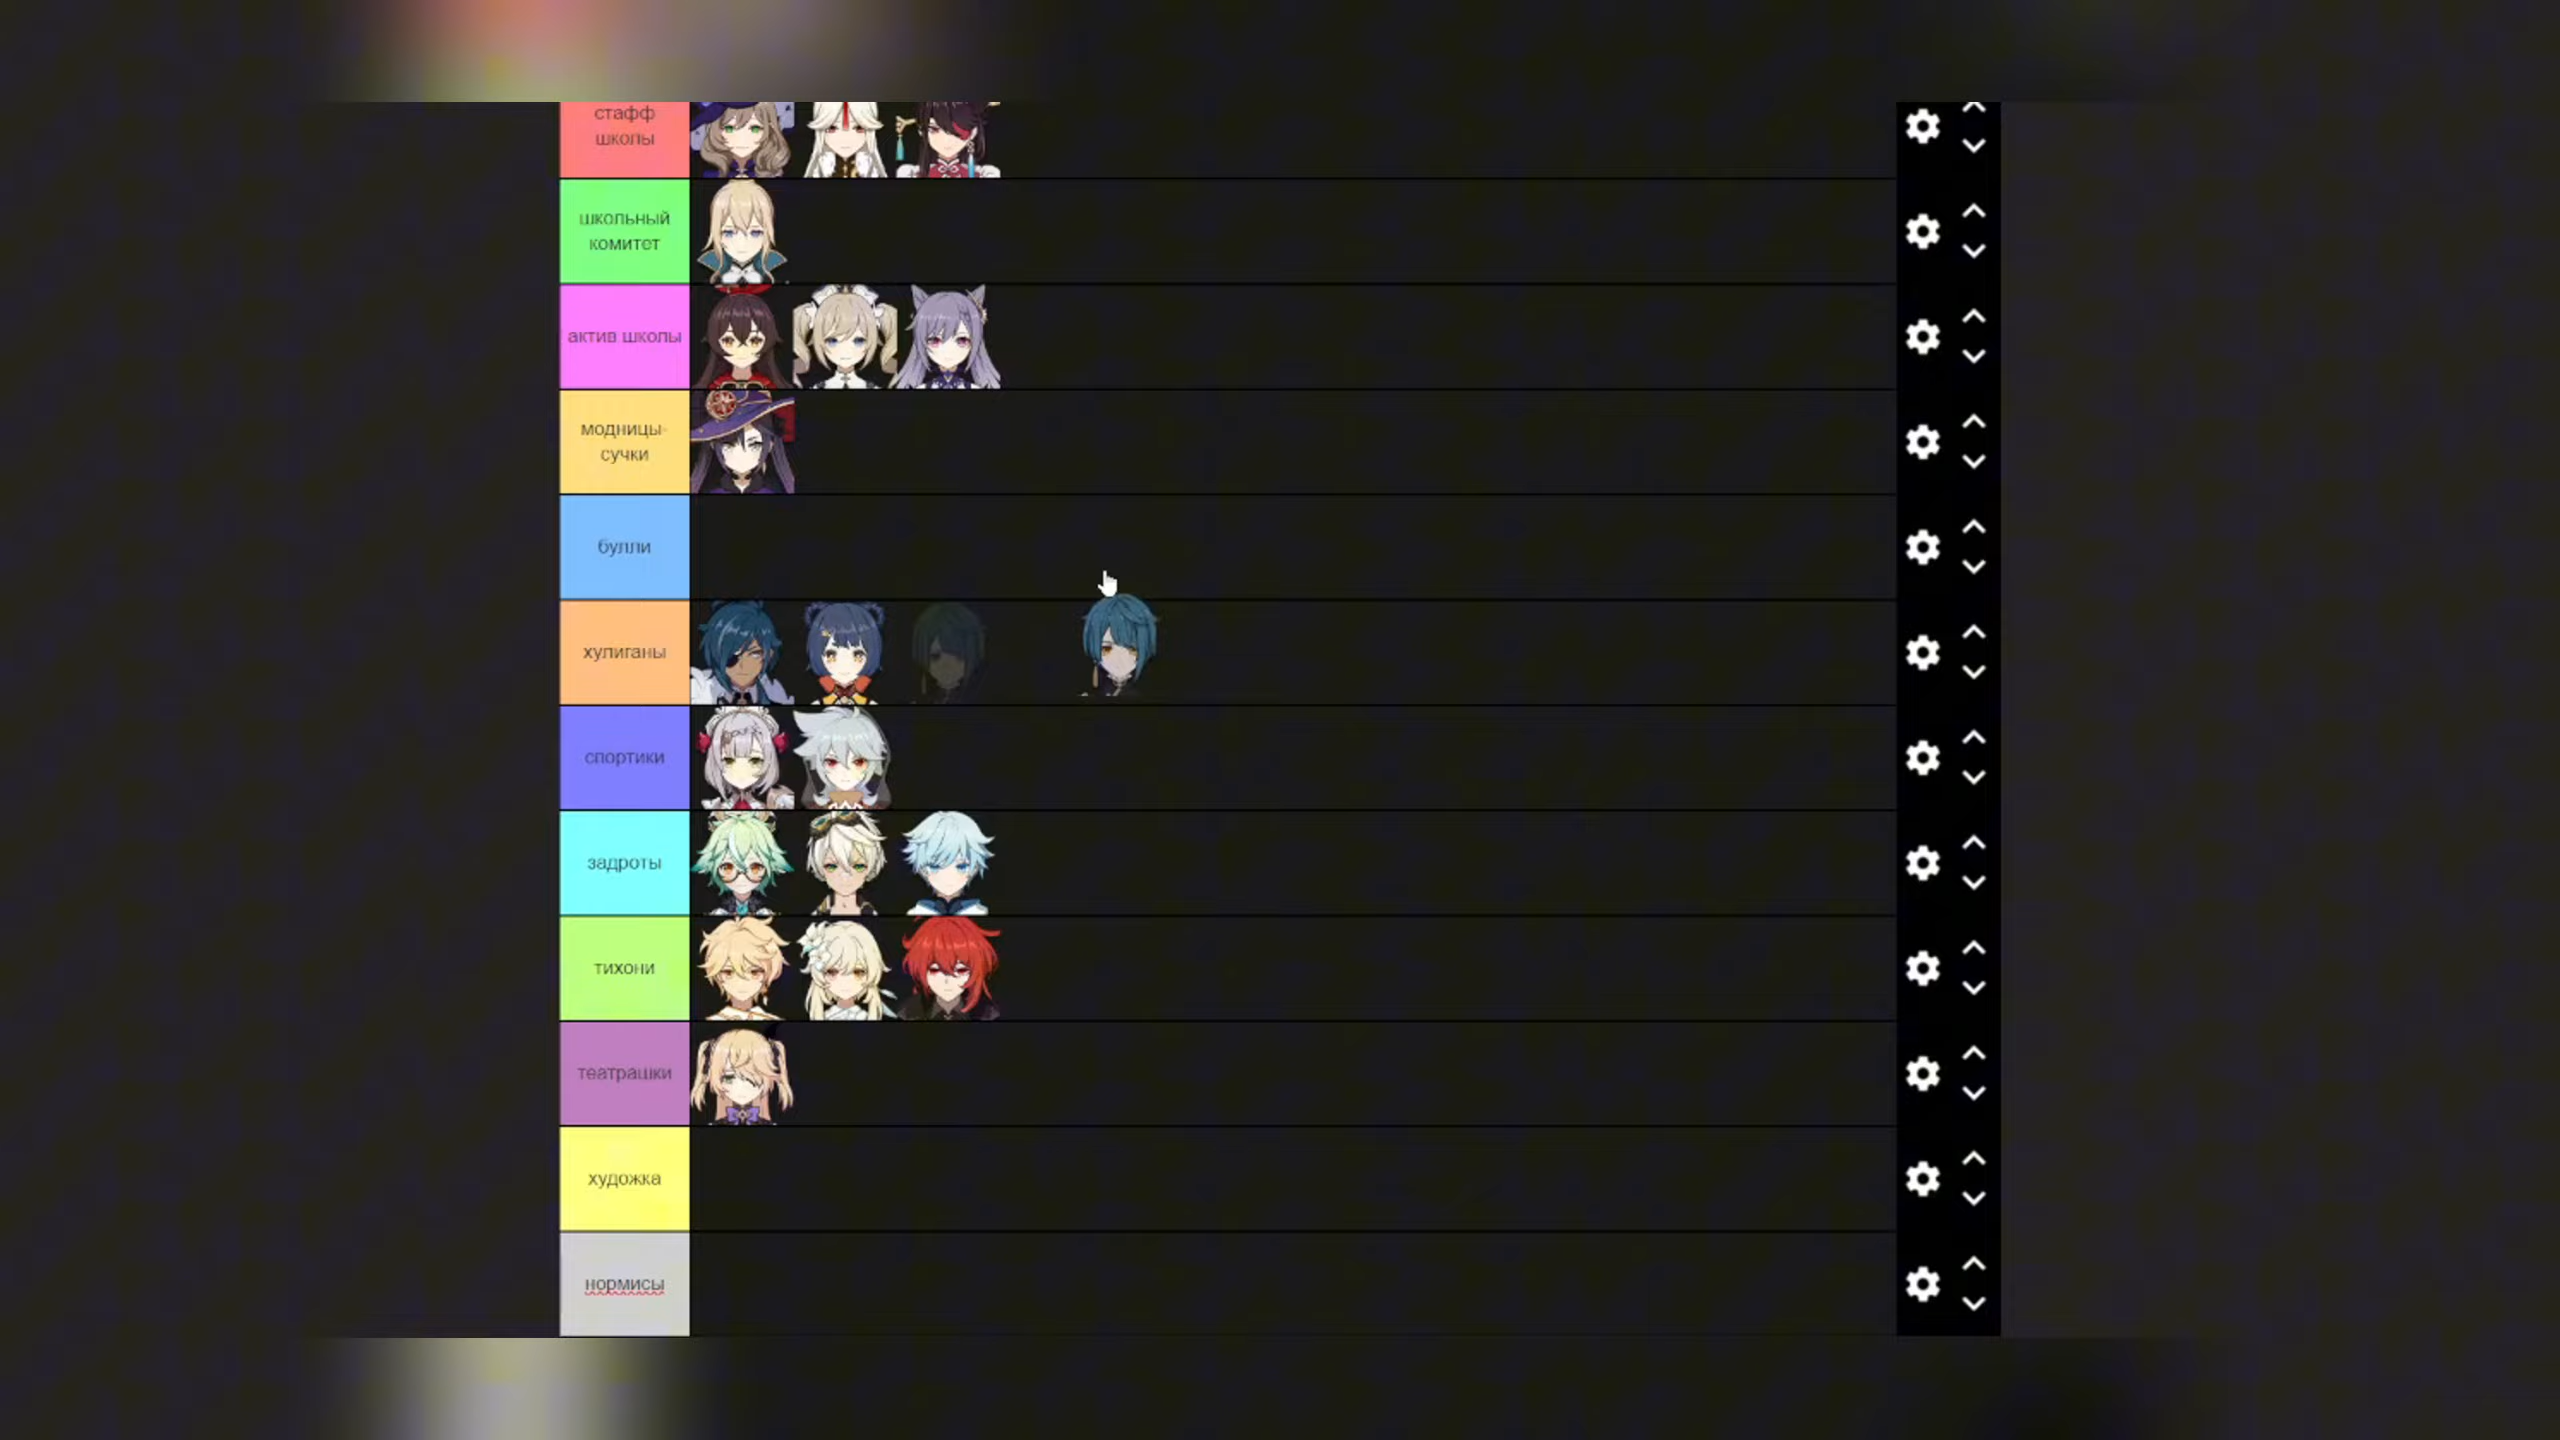 стафф
школы
школьный
комитет
актив школы
модницы-
сучки
булли
хулиганы
спортики
задроты
тихони
театрашки
художка
нормисы